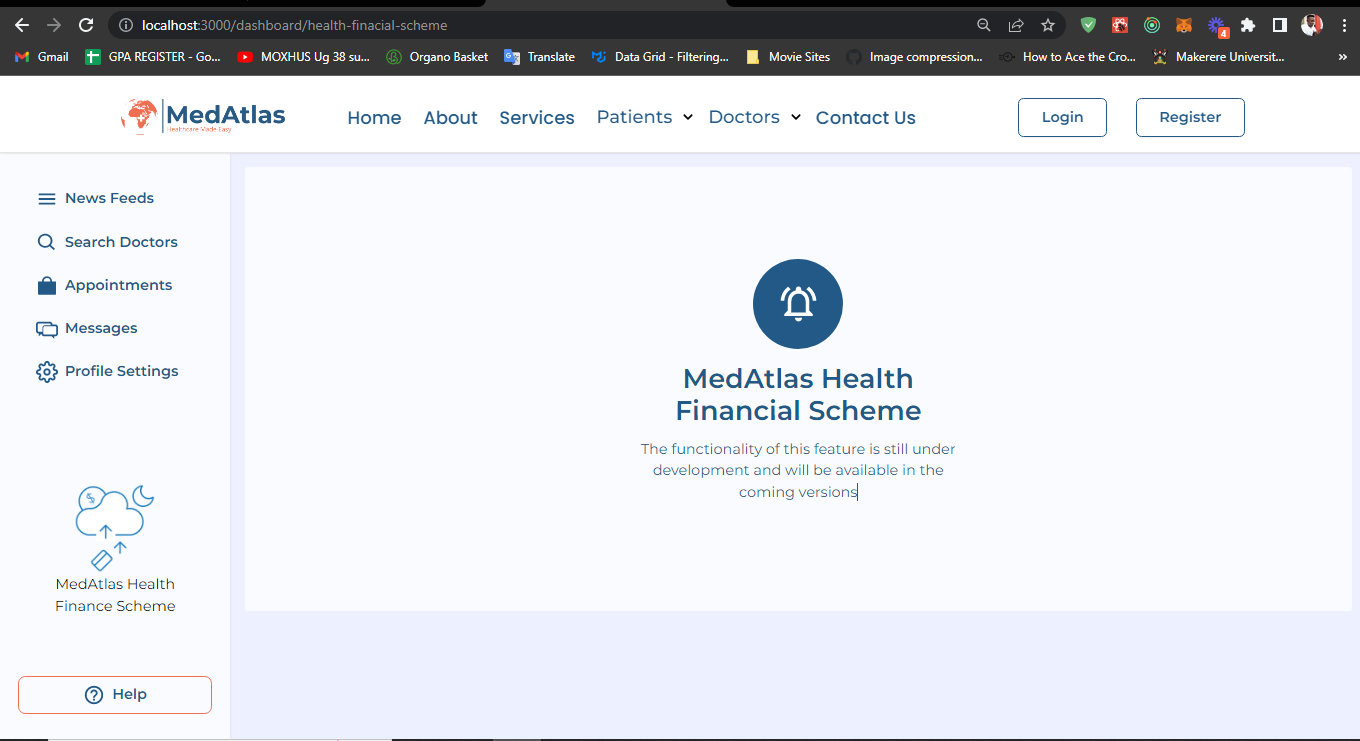 localhost:3000/dashboard/health-finacial-scheme
4
Gmail
GPA REGISTER - Go...
MOXHUS Ug 38 su...
Organo Basket
Translate
Data Grid - Filtering...
Movie Sites
Image compression...
How to Ace the Cro...
Makerere Universit...
»
MedAtlas
Healthcare Made Easy
Home
About
Services
Patients
Doctors
Contact Us
Login
Register
News Feeds
Search Doctors
Appointments
Messages
Profile Settings
$
MedAtlas Health
Finance Scheme
? Help
MedAtlas Health
Financial Scheme
The functionality of this feature is still under
development and will be available in the
coming versions